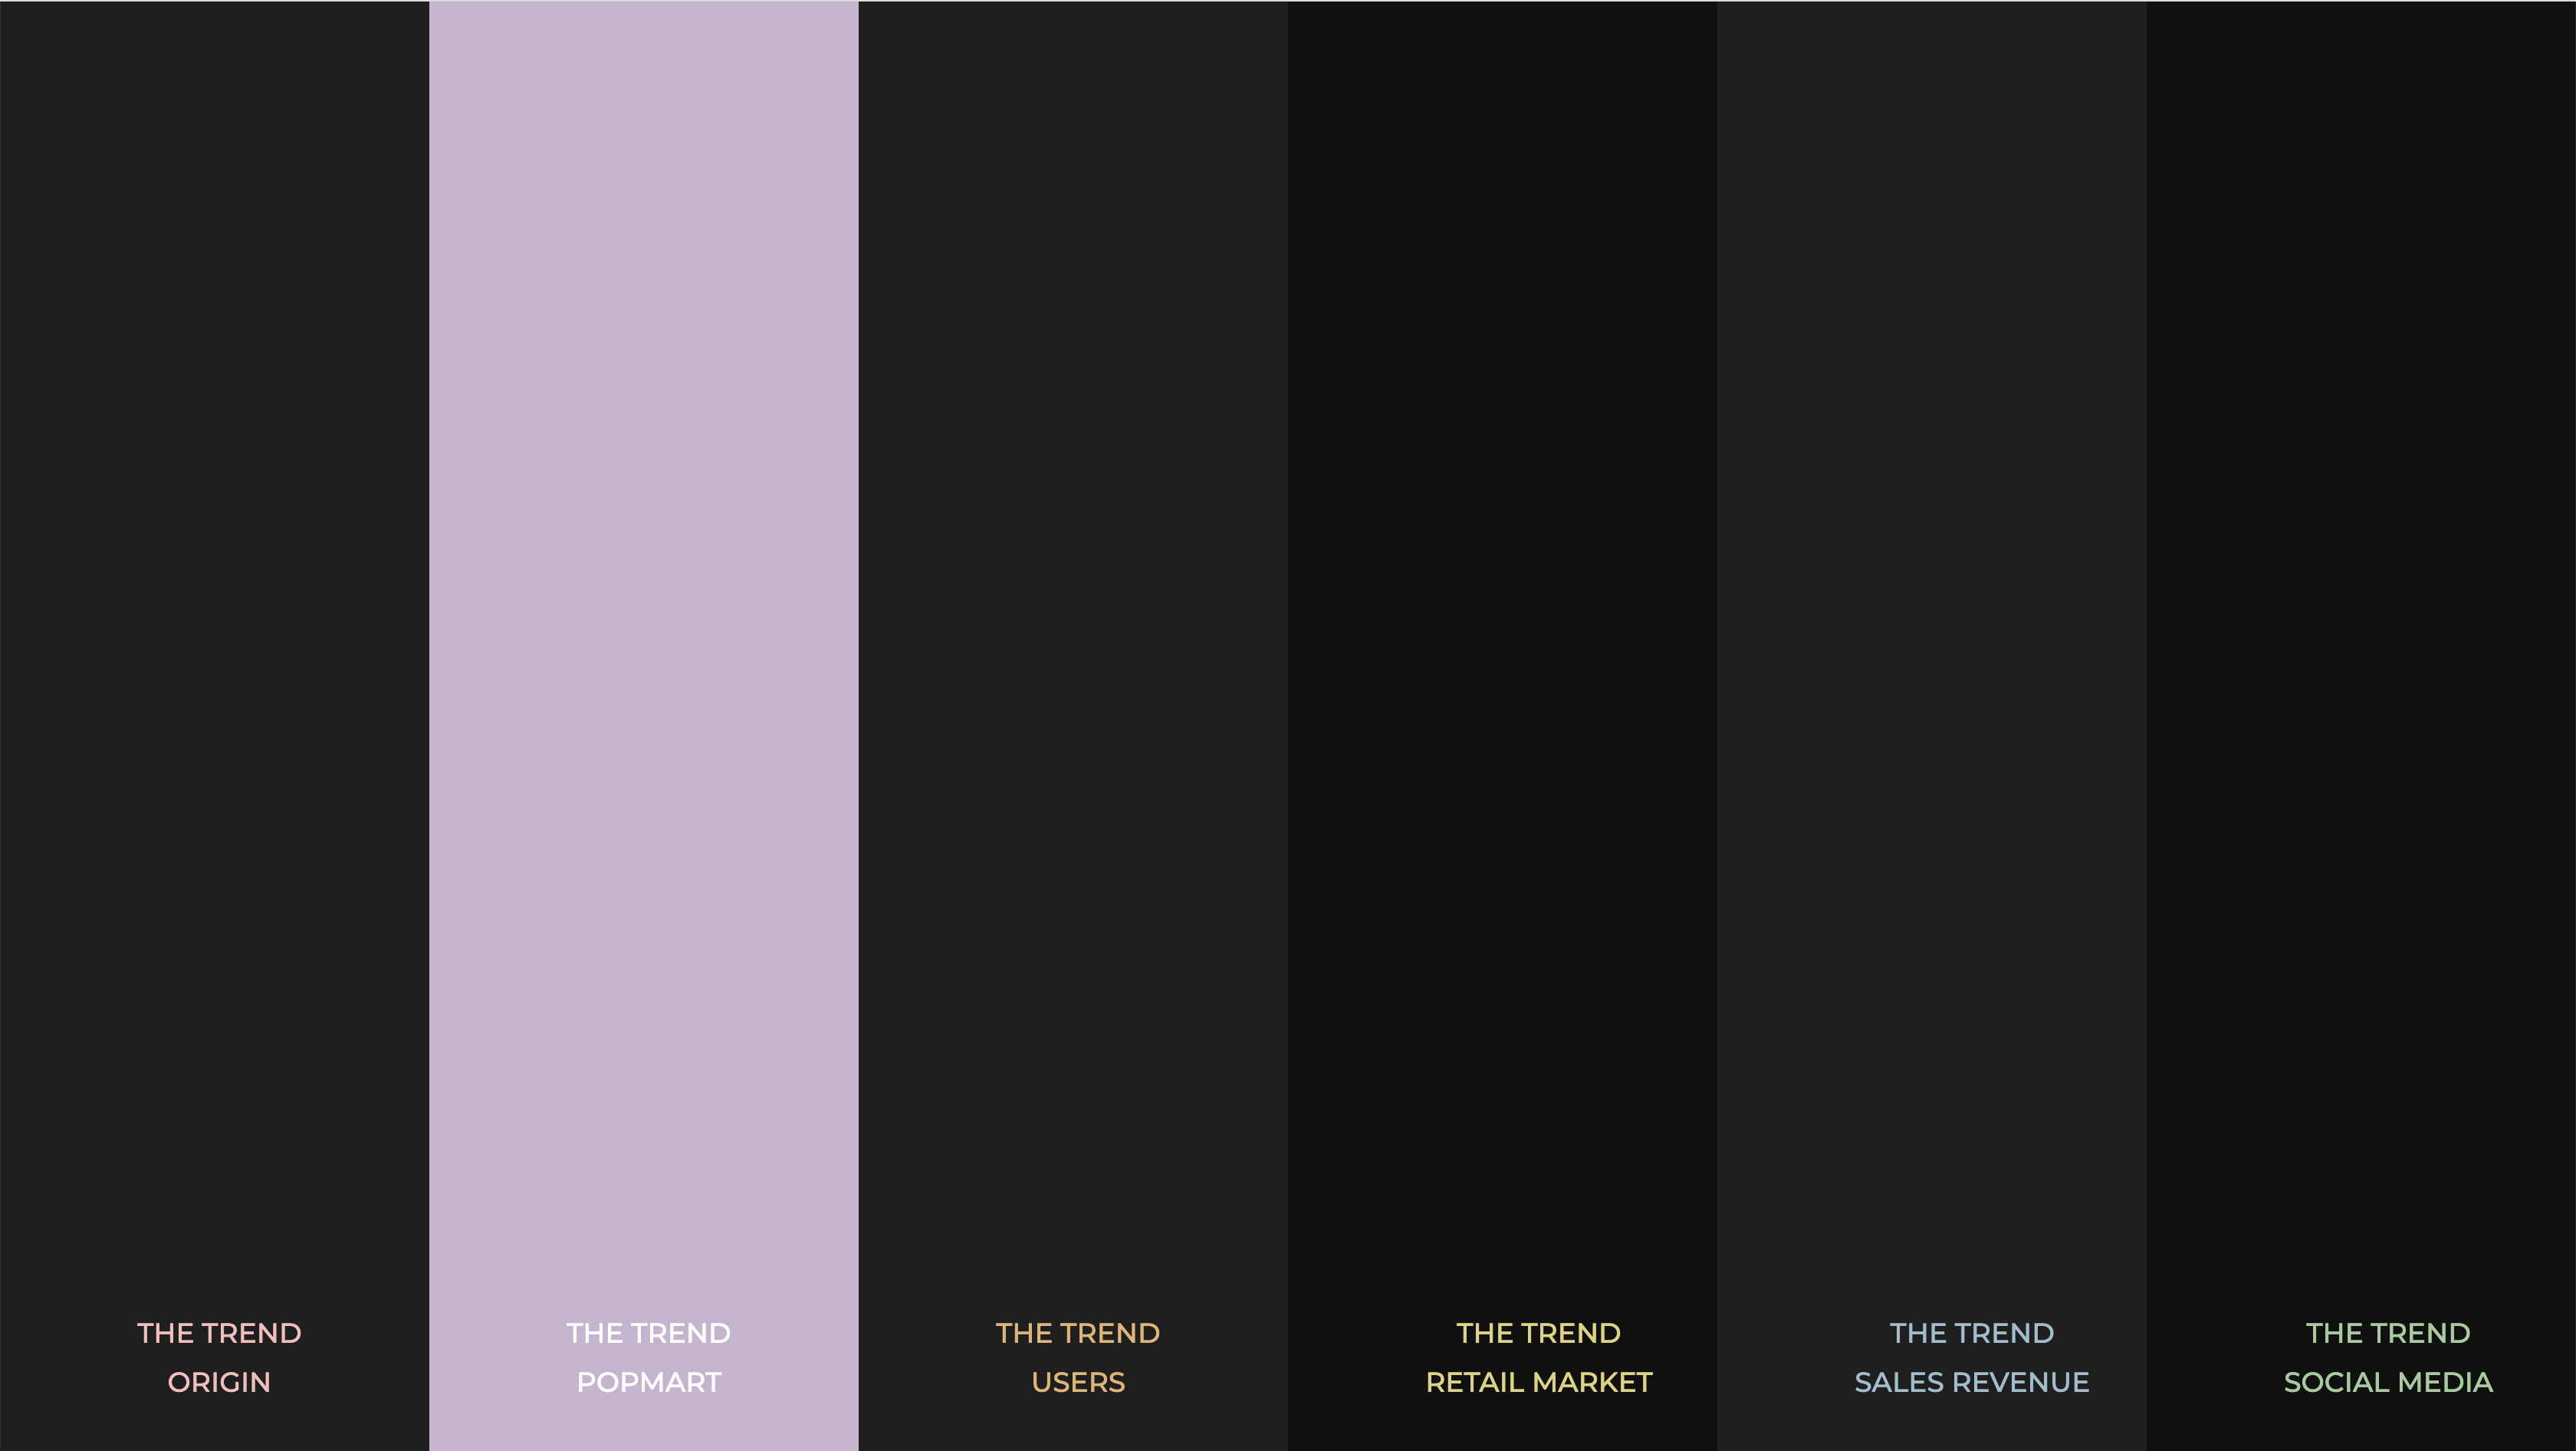 THE TREND
ORIGIN
THE TREND
POPMART
THE TREND
USERS
THE TREND
RETAIL MARKET
THE TREND
SALES REVENUE
THE TREND
SOCIAL MEDIA